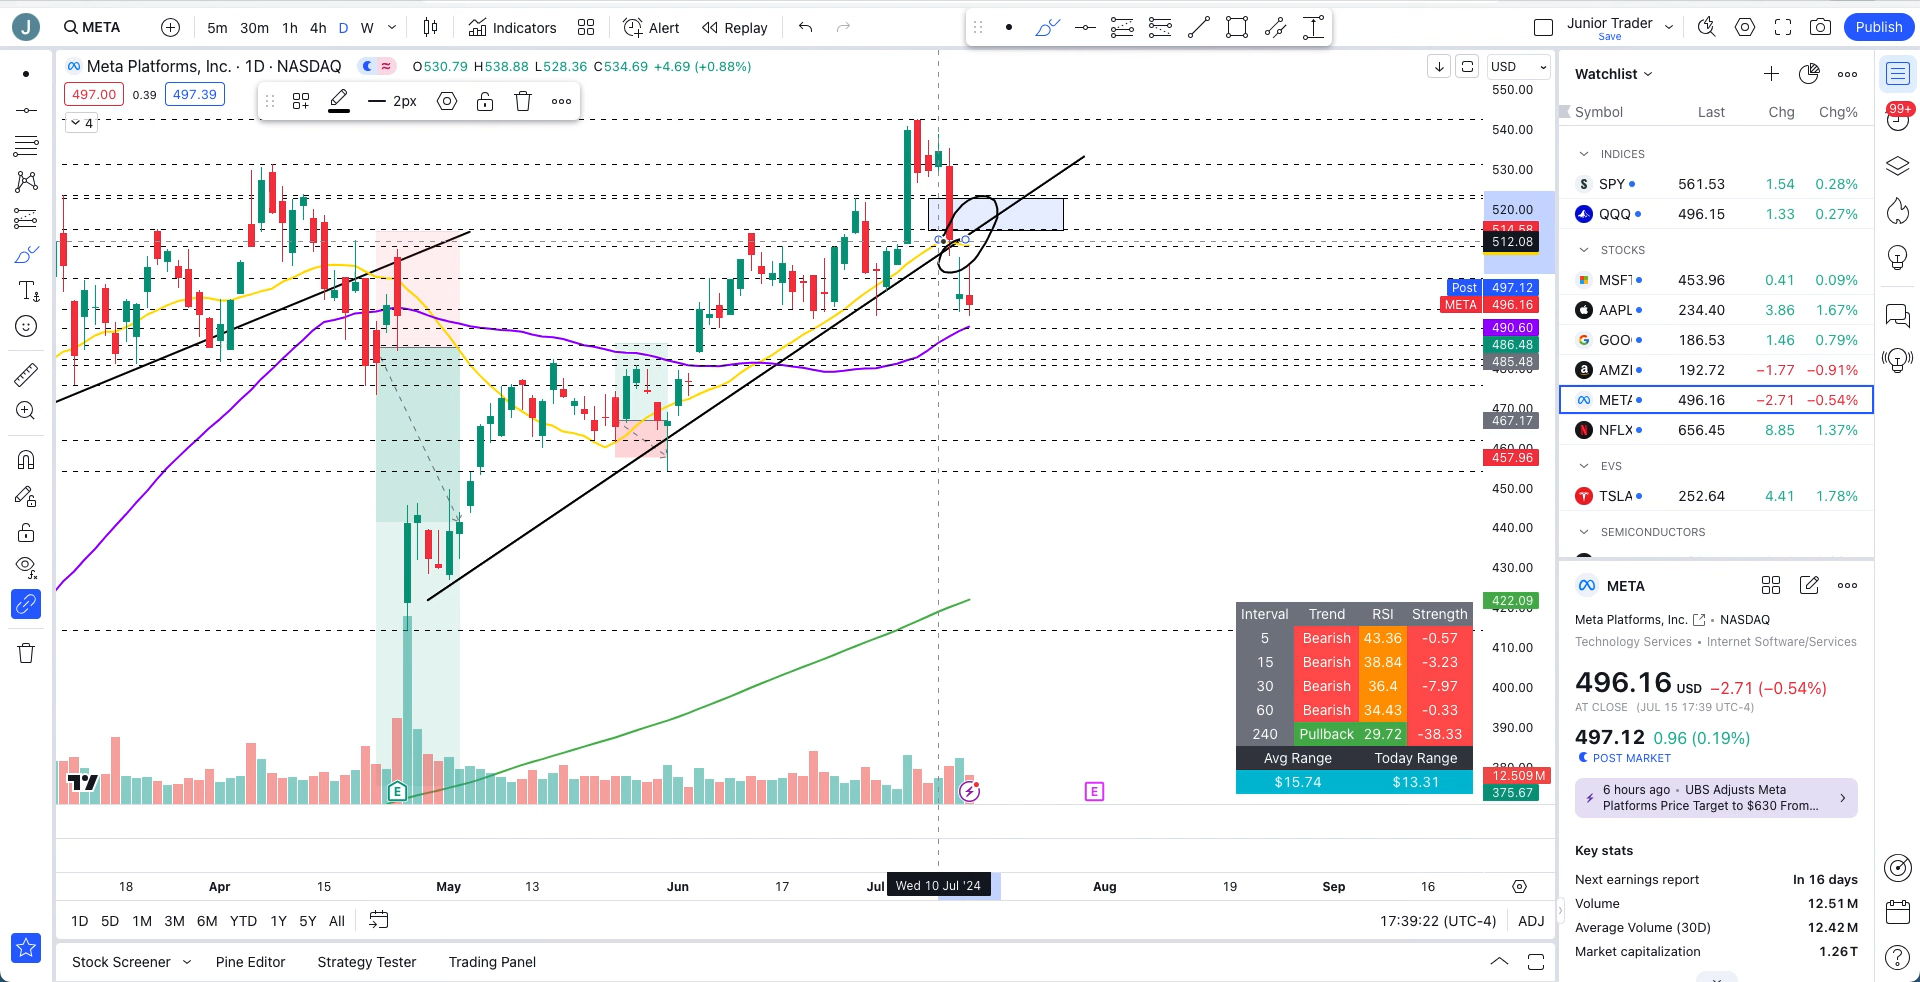 J META 5m 30m 1h 4h D W Indicators Alert Replay Junior Trader Save Publish
Meta Platforms, Inc. · 1D · NASDAQ O530.79 H538.88 L528.36 C534.69 +4.69 (+0.88%) USD
497.00 0.39 497.39 2px
4
550.00
540.00
530.00
520.00
514.58
512.08
Post 497.12
META 496.16
490.60
486.48
485.48
470.00
467.17
460.00
457.96
450.00
440.00
430.00
422.09
410.00
400.00
390.00
12.509M
375.67
Interval Trend RSI Strength
5 Bearish 43.36 -0.57
15 Bearish 38.84 -3.23
30 Bearish 36.4 -7.97
60 Bearish 34.43 -0.33
240 Pullback 29.72 -38.33
Avg Range Today Range
$15.74 $13.31
E E
18 Apr 15 May 13 Jun 17 Jul Wed 10 Jul '24 Aug 19 Sep 16
1D 5D 1M 3M 6M YTD 1Y 5Y All 17:39:22 (UTC-4) ADJ
Stock Screener Pine Editor Strategy Tester Trading Panel
Watchlist
Symbol Last Chg Chg%
INDICES
SPY 561.53 1.54 0.28%
QQQ 496.15 1.33 0.27%
STOCKS
MSFT 453.96 0.41 0.09%
AAPL 234.40 3.86 1.67%
GOO 186.53 1.46 0.79%
AMZ 192.72 −1.77 −0.91%
META 496.16 −2.71 −0.54%
NFLX 656.45 8.85 1.37%
EVS
TSLA 252.64 4.41 1.78%
SEMICONDUCTORS
META
Meta Platforms, Inc. • NASDAQ
Technology Services • Internet Software/Services
496.16 USD −2.71 (−0.54%)
AT CLOSE (JUL 15 17:39 UTC-4)
497.12 0.96 (0.19%)
POST MARKET
6 hours ago • UBS Adjusts Meta
Platforms Price Target to $630 From...
Key stats
Next earnings report In 16 days
Volume 12.51M
Average Volume (30D) 12.42M
Market capitalization 1.26T
99+